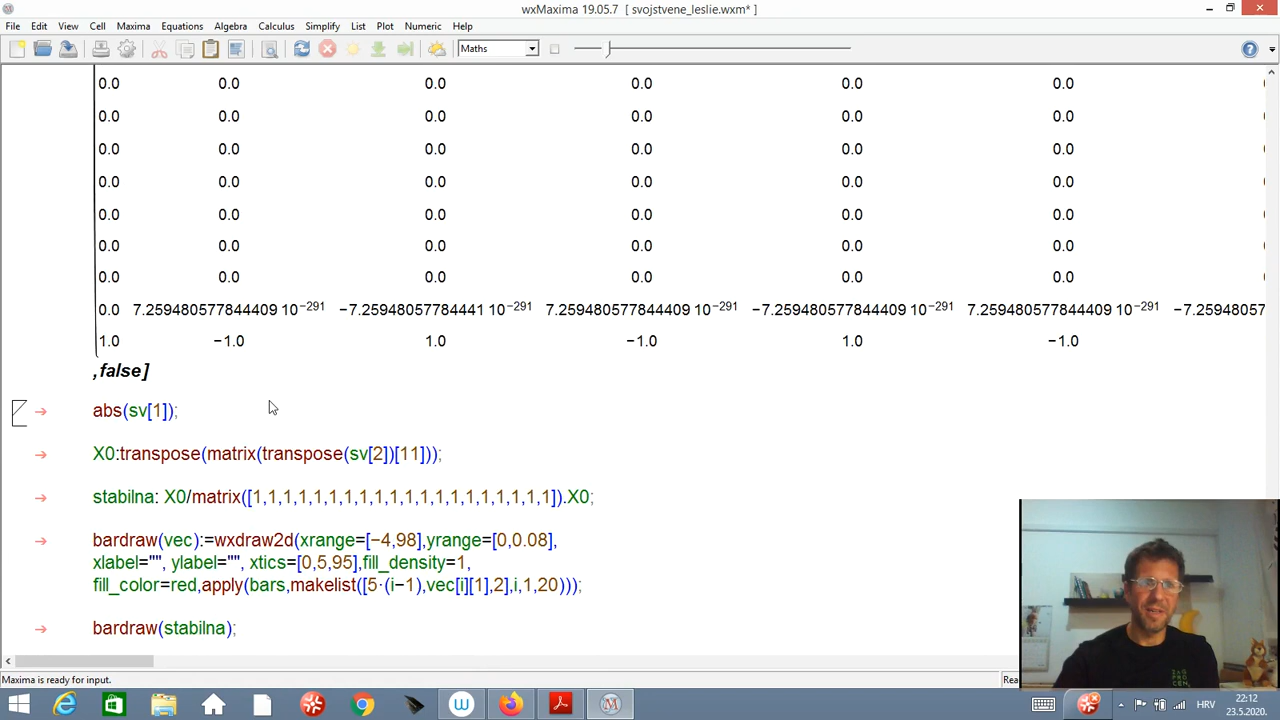 wxMaxima 19.05.7 [ svojstvene_leslie.wxm* ]
File Edit View Cell Maxima Equations Algebra Calculus Simplify List Plot Numeric Help
Maths
0.0 0.0 0.0 0.0 0.0 0.0
0.0 0.0 0.0 0.0 0.0 0.0
0.0 0.0 0.0 0.0 0.0 0.0
0.0 0.0 0.0 0.0 0.0 0.0
0.0 0.0 0.0 0.0 0.0 0.0
0.0 0.0 0.0 0.0 0.0 0.0
0.0 0.0 0.0 0.0 0.0 0.0
0.0 7.259480577844409 10⁻²⁹¹ −7.25948057784441 10⁻²⁹¹ 7.259480577844409 10⁻²⁹¹ −7.259480577844409 10⁻²⁹¹ 7.259480577844409 10⁻²⁹¹ −7.2594805
1.0 −1.0 1.0 −1.0 1.0 −1.0
,false]
abs(sv[1]);
X0:transpose(matrix(transpose(sv[2])[11]));
stabilna: X0/matrix([1,1,1,1,1,1,1,1,1,1,1,1,1,1,1,1,1,1,1,1]).X0;
bardraw(vec):=wxdraw2d(xrange=[−4,98],yrange=[0,0.08],
xlabel="", ylabel="", xtics=[0,5,95],fill_density=1,
fill_color=red,apply(bars,makelist([5·(i−1),vec[i][1],2],i,1,20)));
bardraw(stabilna);
Maxima is ready for input.
Rea
HRV
22:12
23.5.2020.